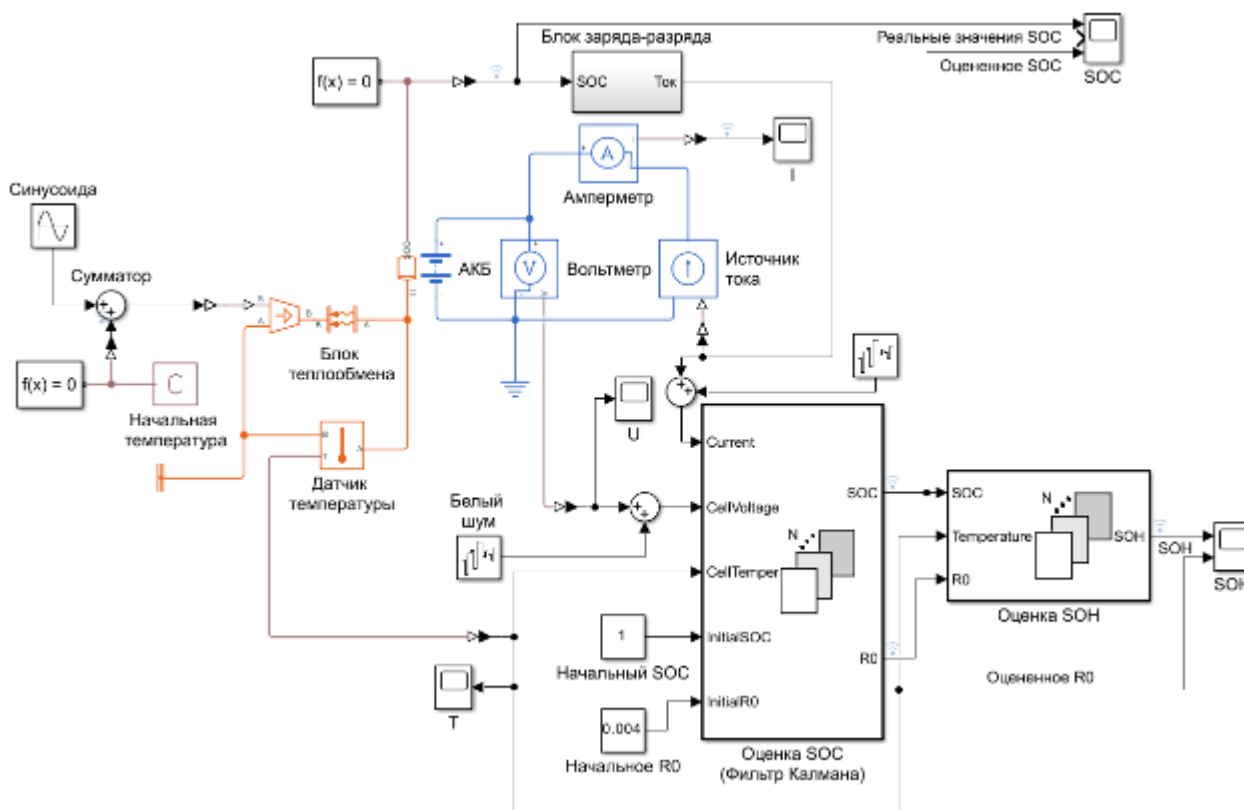 Блок заряда-разряда
Реальные значения SOC
Оцененное SOC
SOC
f(x) = 0
SOC
Ток
A
I
Амперметр
Синусоида
Сумматор
АКБ
V
Вольтметр
Источник
тока
f(x) = 0
C
Блок
теплообмена
Начальная
температура
Датчик
температуры
U
Белый
шум
Current
CellVoltage
CellTemper
InitialSOC
InitialR0
SOC
R0
N
Оценка SOC
(Фильтр Калмана)
SOC
Temperature
R0
N
SOH
SOH
Оценка SOH
Оцененное R0
1
Начальный SOC
T
0.004
Начальное R0